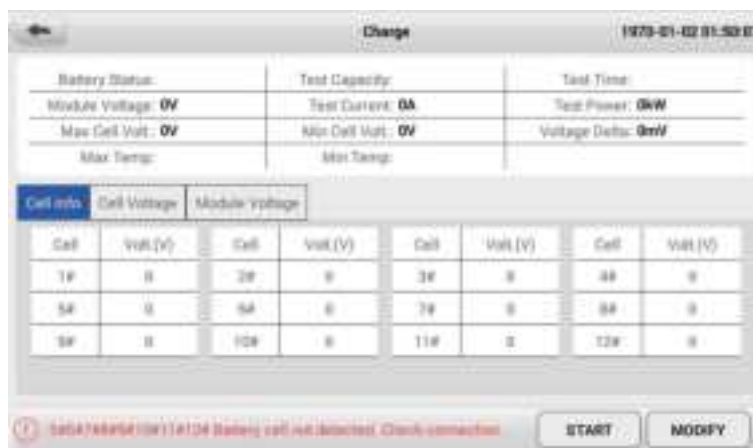 Charge 1970-01-02 01:50:0
Battery Status: Test Capacity: Test Time:
Module Voltage: 0V Test Current: 0A Test Power: 0kW
Max Cell Volt.: 0V Min Cell Volt.: 0V Voltage Delta: 0mV
Max Temp: Min Temp:
Cell Info Cell Voltage Module Voltage
Cell Volt.(V) Cell Volt.(V) Cell Volt.(V) Cell Volt.(V)
1# 0 2# 0 3# 0 4# 0
5# 0 6# 0 7# 0 8# 0
9# 0 10# 0 11# 0 12# 0
Battery cell not detected. Check connection START MODIFY